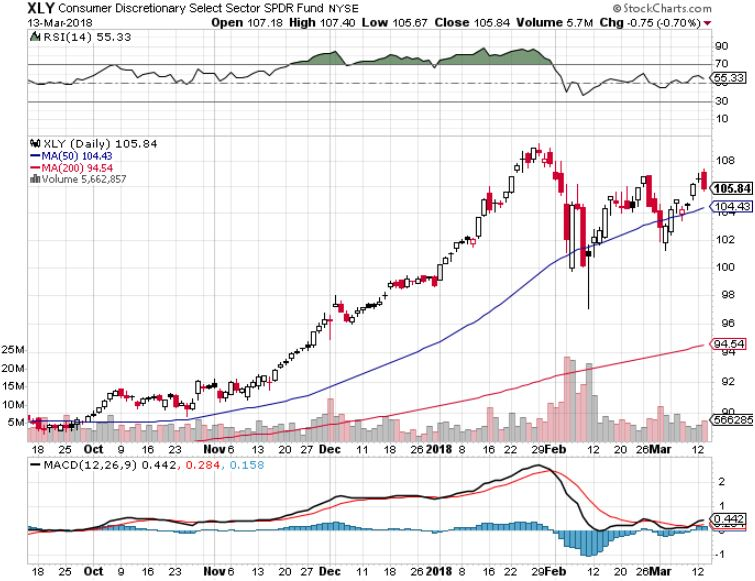 XLY Consumer Discretionary Select Sector SPDR Fund NYSE © StockCharts.com
13-Mar-2018 Open 107.18 High 107.40 Low 105.67 Close 105.84 Volume 5.7M Chg -0.75 (-0.70%)
RSI(14) 55.33
90
70
55.33
30
10
XLY (Daily) 105.84
MA(50) 104.43
MA(200) 94.54
Volume 5,662,857
108
105.84
104.43
102
100
98
96
94.54
94
92
90
25M
20M
15M
10M
5M
566285
18 25 Oct 9 16 23 Nov 6 13 20 27 Dec 11 18 2018 8 16 22 29 Feb 12 20 26 Mar 12
MACD(12,26,9) 0.442, 0.284, 0.158
2
1
0.442
0
-1
18 25 Oct 9 16 23 Nov 6 13 20 27 Dec 11 18 2018 8 16 22 29 Feb 12 20 26 Mar 12